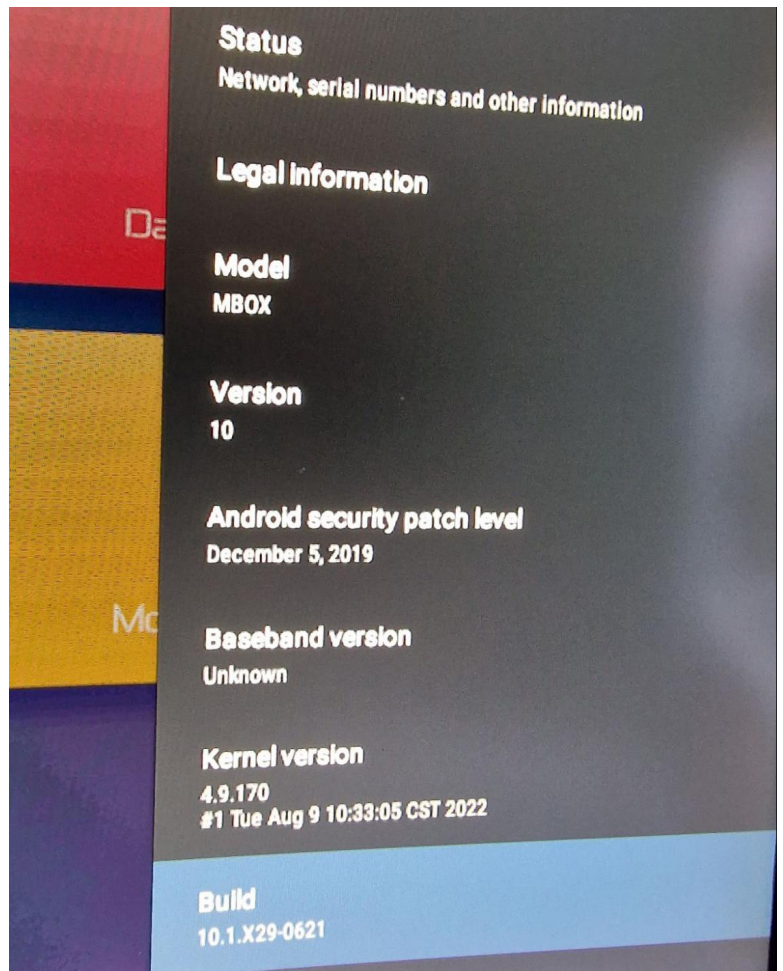 Status
Network, serial numbers and other information
Legal information
Da
Model
MBOX
Version
10
Android security patch level
December 5, 2019
Mo
Baseband version
Unknown
Kernel version
4.9.170
#1 Tue Aug 9 10:33:05 CST 2022
Build
10.1.X29-0621